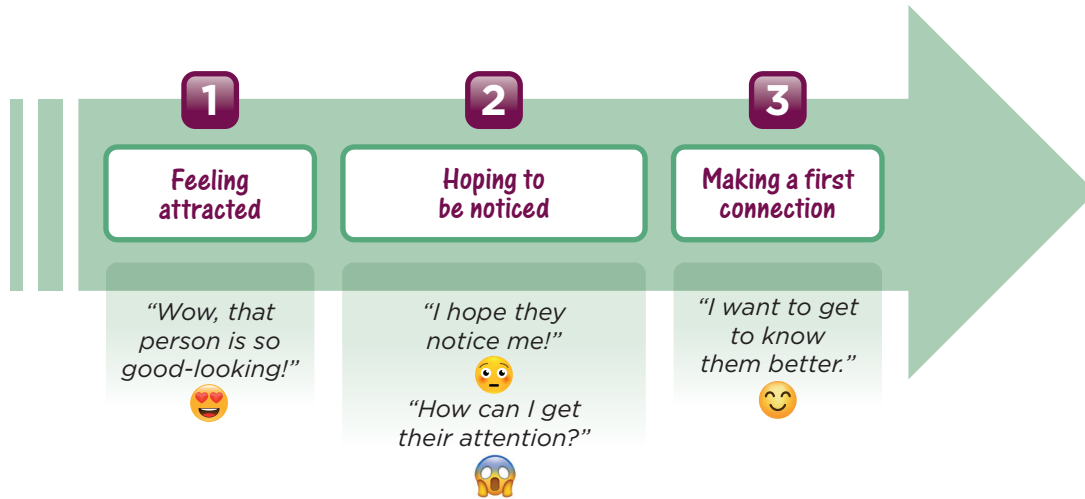 1
Feeling
attracted
“Wow, that
person is so
good-looking!”
2
Hoping to
be noticed
“I hope they
notice me!”
“How can I get
their attention?”
3
Making a first
connection
“I want to get
to know
them better.”